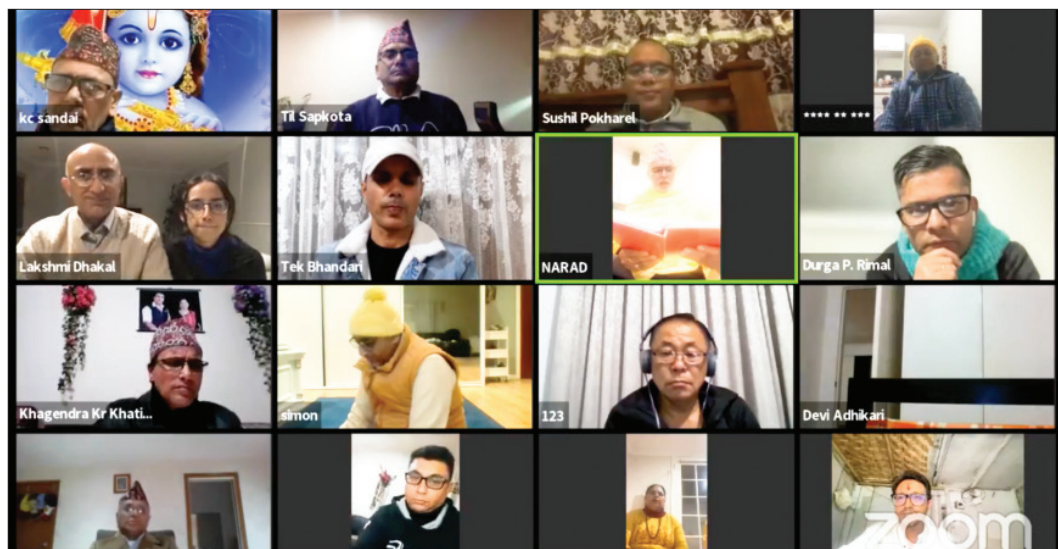 kc sandai
Til Sapkota
Sushil Pokharel
**** ** ***
Lakshmi Dhakal
Tek Bhandari
NARAD
Durga P. Rimal
Khagendra Kr Khati...
simon
123
Devi Adhikari
zoom